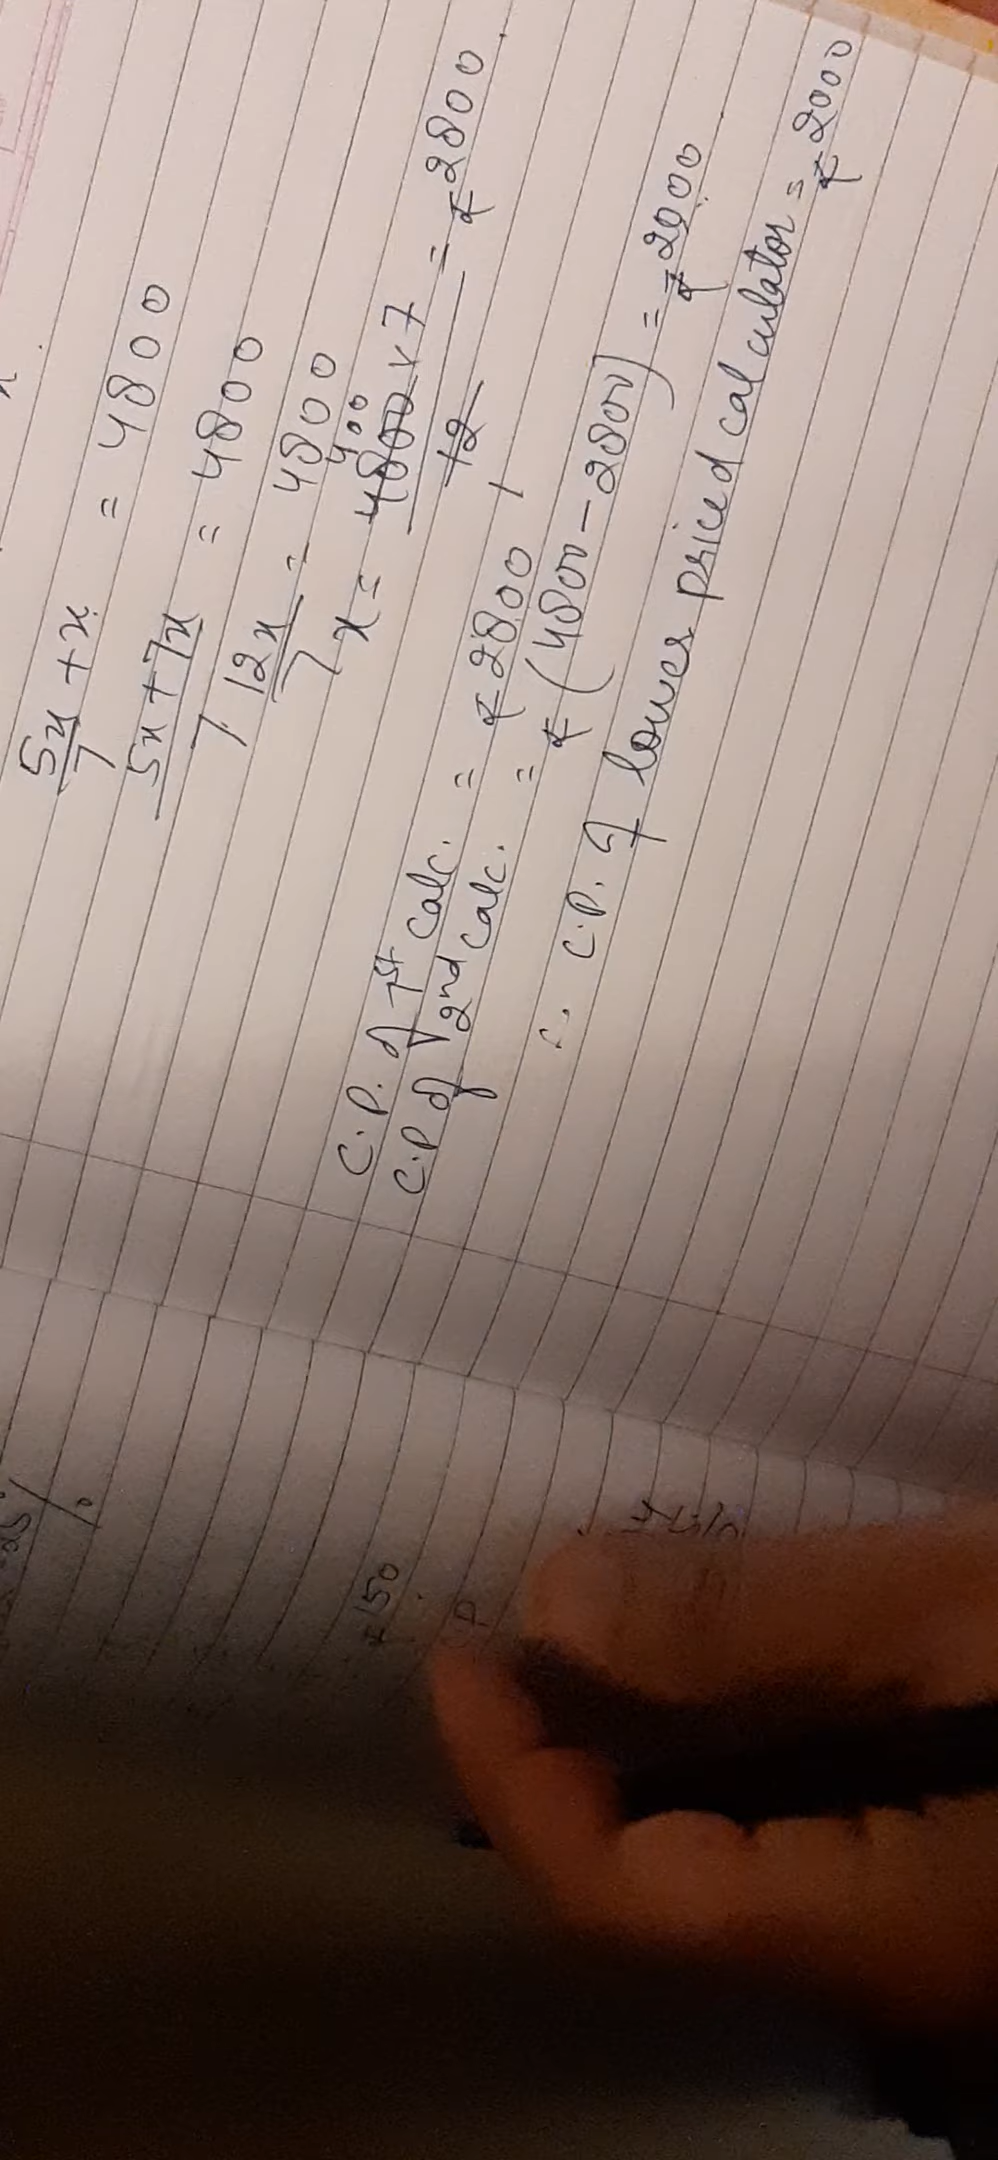 5x/7 + x = 4800
5x + 7x/7 = 4800
12x/7 = 4800
400
x = 4800 × 7/12 = ₹2800
C.P. of 1st calc. = ₹2800
C.P of 2nd calc. = ₹(4800 - 2800) = ₹2000
∴ C.P. of lower priced calculator = ₹2000
₹150